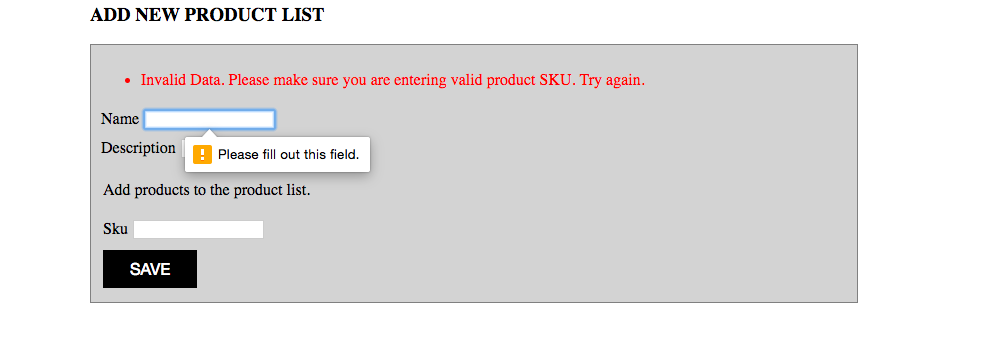 ADD NEW PRODUCT LIST
Invalid Data. Please make sure you are entering valid product SKU. Try again.
Name
Please fill out this field.
Description
Add products to the product list.
Sku
SAVE